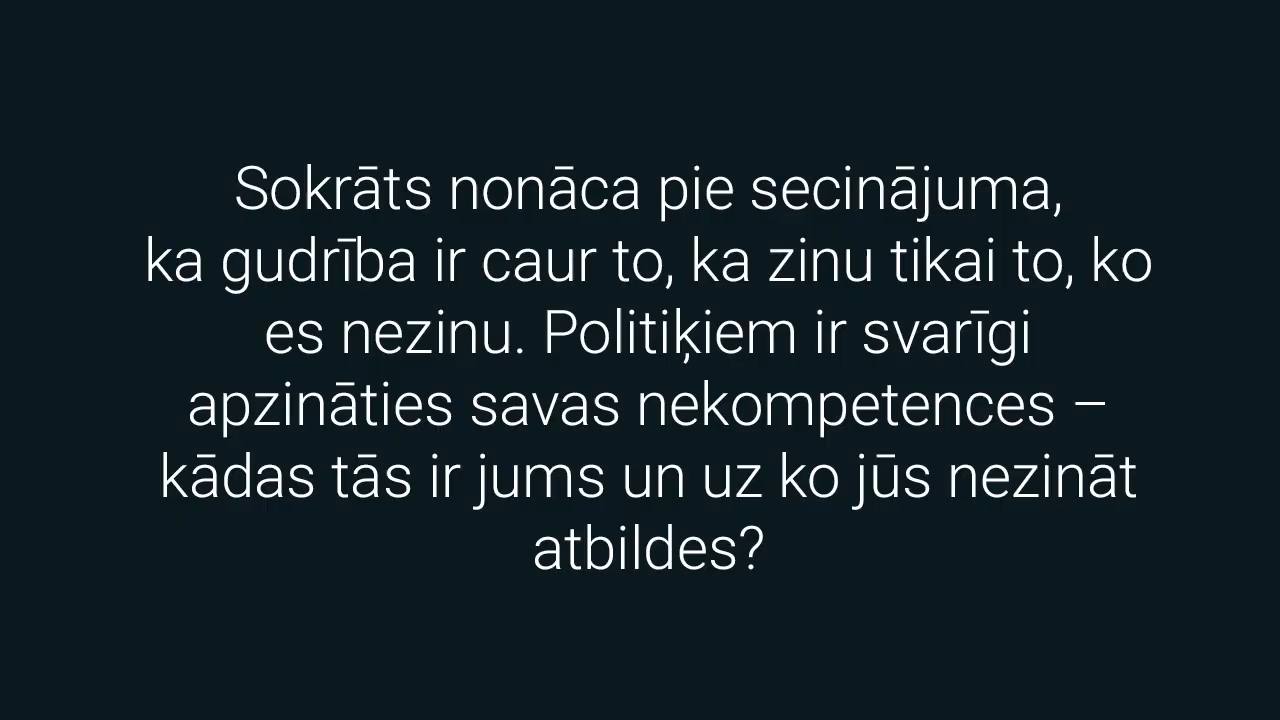 Sokrāts nonāca pie secinājuma,
ka gudrība ir caur to, ka zinu tikai to, ko
es nezinu. Politiķiem ir svarīgi
apzināties savas nekompetences –
kādas tās ir jums un uz ko jūs nezināt
atbildes?